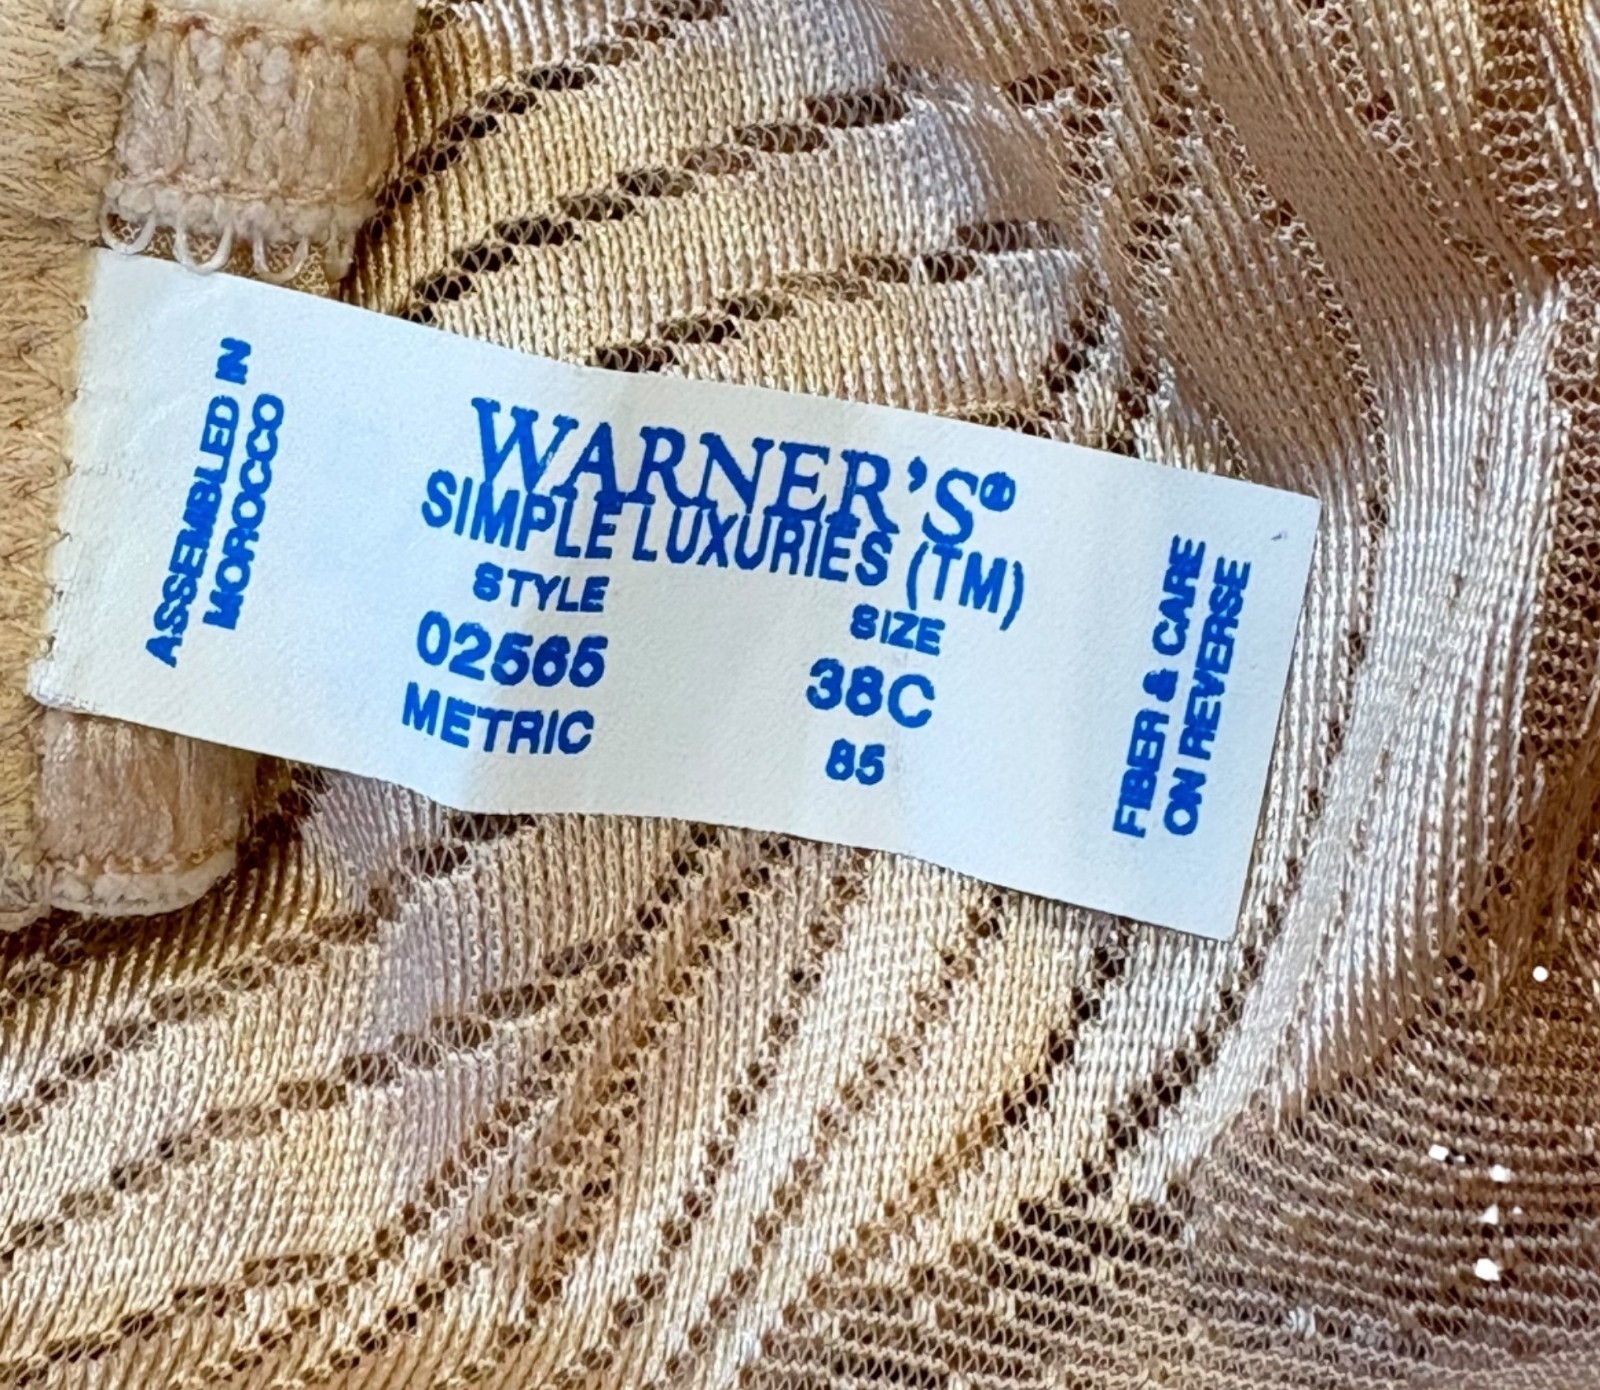 ASSEMBLED IN
MOROCCO
WARNER'S®
SIMPLE LUXURIES (TM)
STYLE SIZE
02565 38C
METRIC 85
FIBER & CARE
ON REVERSE